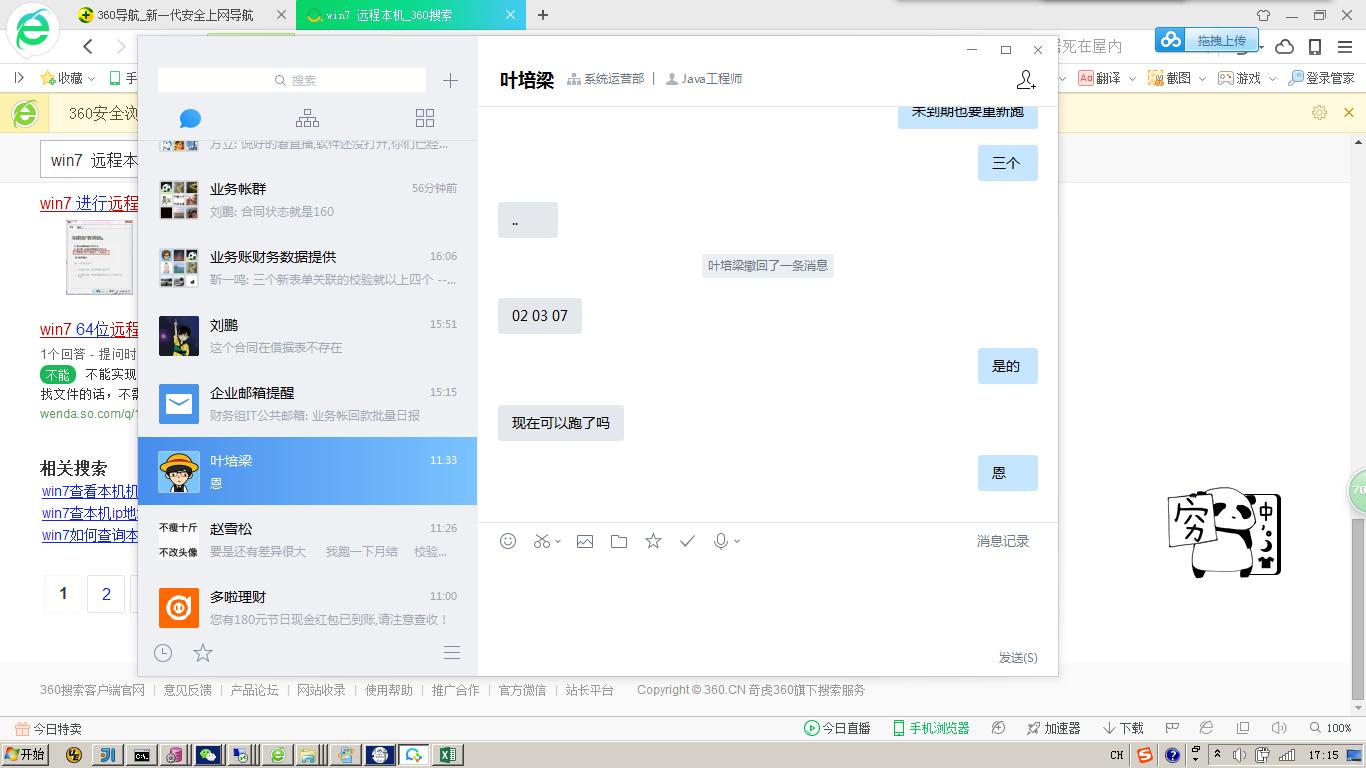 360导航_新一代安全上网导航
win7 远程本机_360搜索
拖拽上传
居死在屋内
收藏
手
翻译
截图
游戏
登录管家
360安全浏
win7 远程本
win7 进行远程
win7 64位远程
1个回答 - 提问时
不能 不能实现
找文件的话，不需
wenda.so.com/q/1
相关搜索
win7查看本机机
win7查本机ip地
win7如何查询本
1 2
搜索
方立: 说好的看直播,软件还没打开,你们已经...
业务帐群 56分钟前
刘鹏: 合同状态就是160
业务账财务数据提供 16:06
靳一鸣: 三个新表单关联的校验就以上四个 --...
刘鹏 15:51
这个合同在借据表不存在
企业邮箱提醒 15:15
财务组IT公共邮箱: 业务帐回款批量日报
叶培梁 11:33
恩
不瘦十斤
不改头像
赵雪松 11:26
要是还有差异很大 我跑一下月结 校验...
多啦理财 11:00
您有180元节日现金红包已到账,请注意查收！
叶培梁 系统运营部 | Java工程师
未到期也要重新跑
三个
..
叶培梁撤回了一条消息
02 03 07
是的
现在可以跑了吗
恩
消息记录
发送(S)
穷
中
70
360搜索客户端官网 | 意见反馈 | 产品论坛 | 网站收录 | 使用帮助 | 推广合作 | 官方微信 | 站长平台 Copyright © 360.CN 奇虎360旗下搜索服务
今日特卖
今日直播
手机浏览器
加速器
下载
100%
开始
CH
17:15